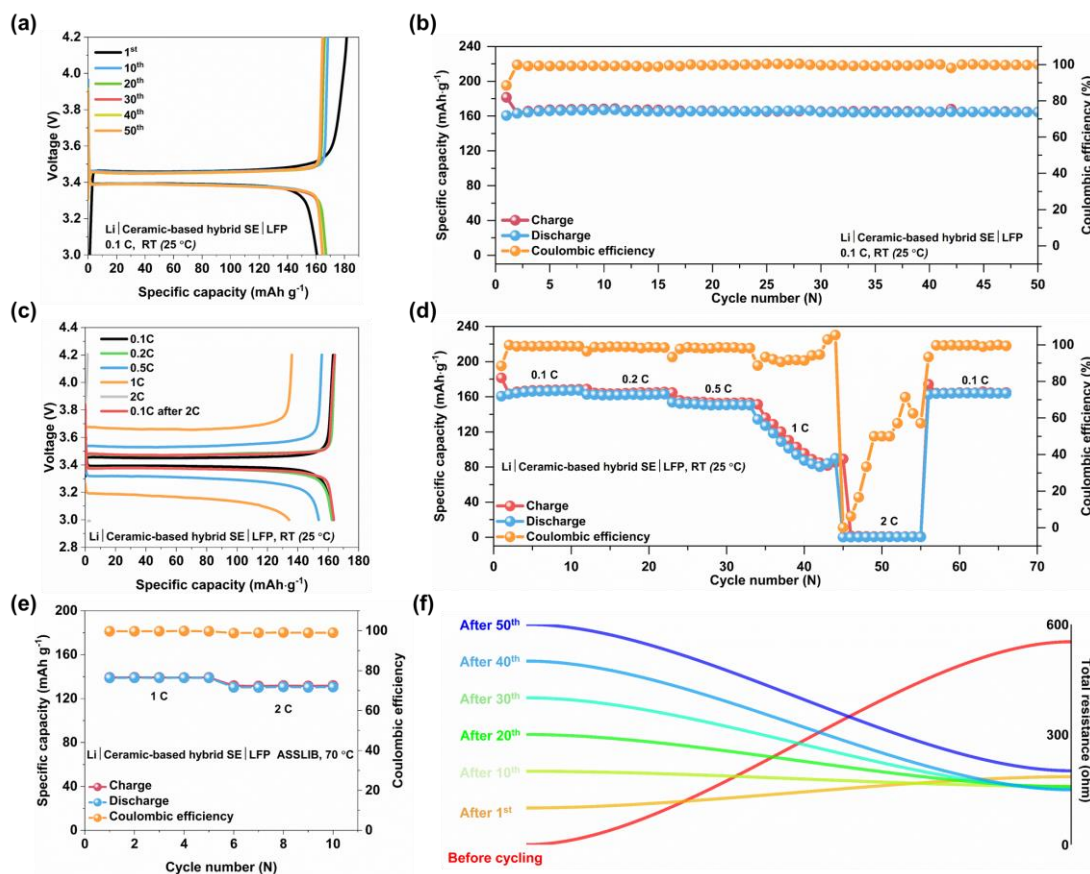 (a)
4.2
4.0
3.8
3.6
3.4
3.2
3.0
Voltage (V)
1st
10th
20th
30th
40th
50th
Li|Ceramic-based hybrid SE|LFP
0.1 C, RT (25 °C)
0 20 40 60 80 100 120 140 160 180
Specific capacity (mAh g-1)
(b)
240
200
160
120
80
40
0
Specific capacity (mAh·g-1)
Charge
Discharge
Coulombic efficiency
Li|Ceramic-based hybrid SE|LFP
0.1 C, RT (25 °C)
100
80
60
40
20
0
Coulombic efficiency (%)
0 5 10 15 20 25 30 35 40 45 50
Cycle number (N)
(c)
4.4
4.2
4.0
3.8
3.6
3.4
3.2
3.0
2.8
Voltage (V)
0.1C
0.2C
0.5C
1C
2C
0.1C after 2C
Li|Ceramic-based hybrid SE|LFP, RT (25 °C)
0 20 40 60 80 100 120 140 160
Specific capacity (mAh·g-1)
(d)
240
200
160
120
80
40
0
Specific capacity (mAh·g-1)
0.1 C
0.2 C
0.5 C
1 C
2 C
0.1 C
Li|Ceramic-based hybrid SE|LFP, RT (25 °C)
Charge
Discharge
Coulombic efficiency
100
80
60
40
20
0
Coulombic efficiency (%)
0 10 20 30 40 50 60 70
Cycle number (N)
(e)
200
160
120
80
40
0
Specific capacity (mAh g-1)
1 C
2 C
Li|Ceramic-based hybrid SE|LFP ASSLIB, 70 °C
Charge
Discharge
Coulombic efficiency
100
80
60
40
20
0
Coulombic efficiency
0 2 4 6 8 10
Cycle number (N)
(f)
After 50th
After 40th
After 30th
After 20th
After 10th
After 1st
Before cycling
600
300
0
Total resistance (ohm)